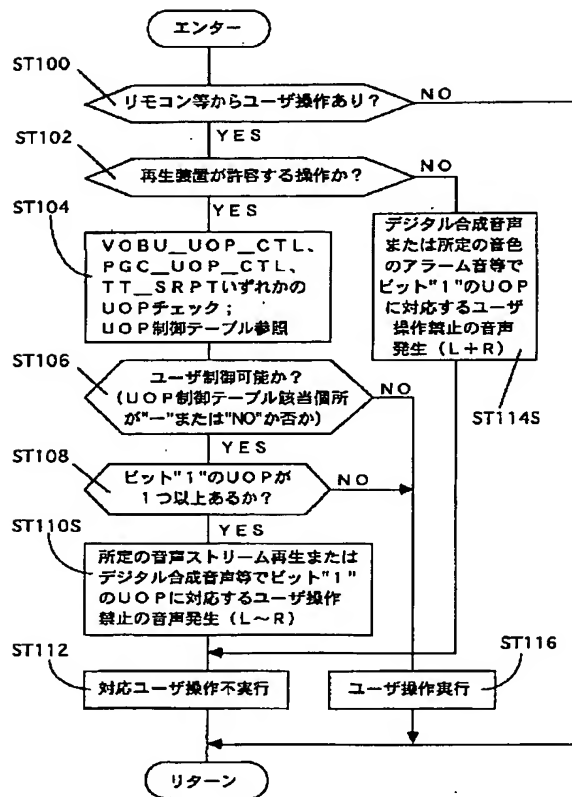 エンター
ST100
リモコン等からユーザ操作あり？
NO
YES
ST102
再生装置が許容する操作か？
NO
YES
ST104
VOBU_UOP_CTL、
PGC_UOP_CTL、
TT_SRPTいずれかの
UOPチェック；
UOP制御テーブル参照
デジタル合成音声
または所定の音色
のアラーム音等で
ビット"1"のUOP
に対応するユーザ
操作禁止の音声
発生（L＋R）
ST114S
ST106
ユーザ制御可能か？
（UOP制御テーブル該当個所
が"ー"または"NO"か否か）
NO
YES
ST108
ビット"1"のUOPが
1つ以上あるか？
NO
YES
ST110S
所定の音声ストリーム再生または
デジタル合成音声等でビット"1"
のUOPに対応するユーザ操作
禁止の音声発生（L～R）
ST112
対応ユーザ操作不実行
ST116
ユーザ操作実行
リターン